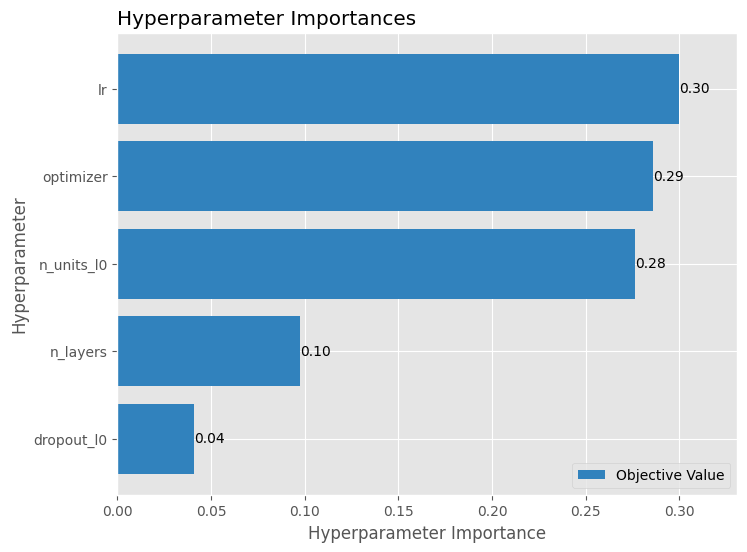 Hyperparameter Importances
Hyperparameter
lr
0.30
optimizer
0.29
n_units_l0
0.28
n_layers
0.10
dropout_l0
0.04
Objective Value
0.00 0.05 0.10 0.15 0.20 0.25 0.30
Hyperparameter Importance